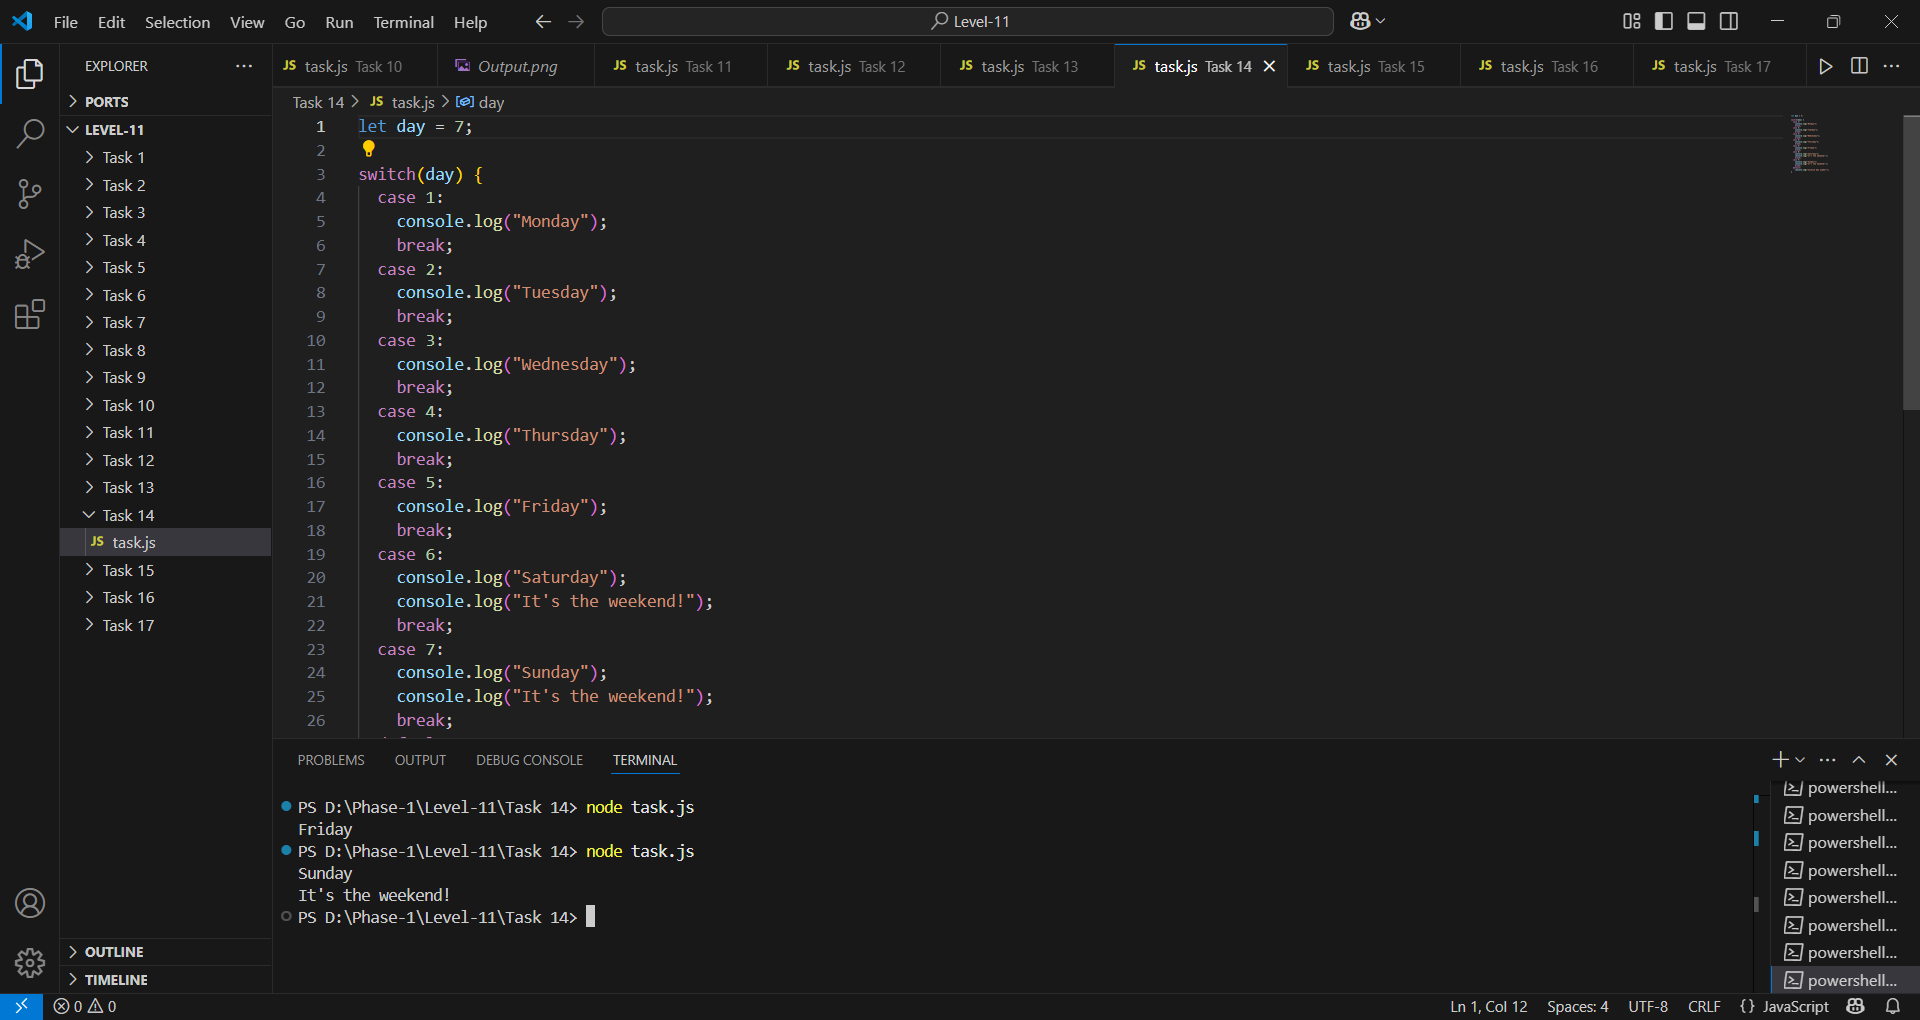 File Edit Selection View Go Run Terminal Help
Level-11
EXPLORER
JS task.js Task 10
Output.png
JS task.js Task 11
JS task.js Task 12
JS task.js Task 13
JS task.js Task 14
JS task.js Task 15
JS task.js Task 16
JS task.js Task 17
PORTS
LEVEL-11
Task 1
Task 2
Task 3
Task 4
Task 5
Task 6
Task 7
Task 8
Task 9
Task 10
Task 11
Task 12
Task 13
Task 14
JS task.js
Task 15
Task 16
Task 17
OUTLINE
TIMELINE
Task 14 > JS task.js > day
1 let day = 7;
2
3 switch(day) {
4 case 1:
5 console.log("Monday");
6 break;
7 case 2:
8 console.log("Tuesday");
9 break;
10 case 3:
11 console.log("Wednesday");
12 break;
13 case 4:
14 console.log("Thursday");
15 break;
16 case 5:
17 console.log("Friday");
18 break;
19 case 6:
20 console.log("Saturday");
21 console.log("It's the weekend!");
22 break;
23 case 7:
24 console.log("Sunday");
25 console.log("It's the weekend!");
26 break;
PROBLEMS OUTPUT DEBUG CONSOLE TERMINAL
PS D:\Phase-1\Level-11\Task 14> node task.js
Friday
PS D:\Phase-1\Level-11\Task 14> node task.js
Sunday
It's the weekend!
PS D:\Phase-1\Level-11\Task 14>
powershell...
powershell...
powershell...
powershell...
powershell...
powershell...
powershell...
powershell...
0 0
Ln 1, Col 12 Spaces: 4 UTF-8 CRLF {} JavaScript